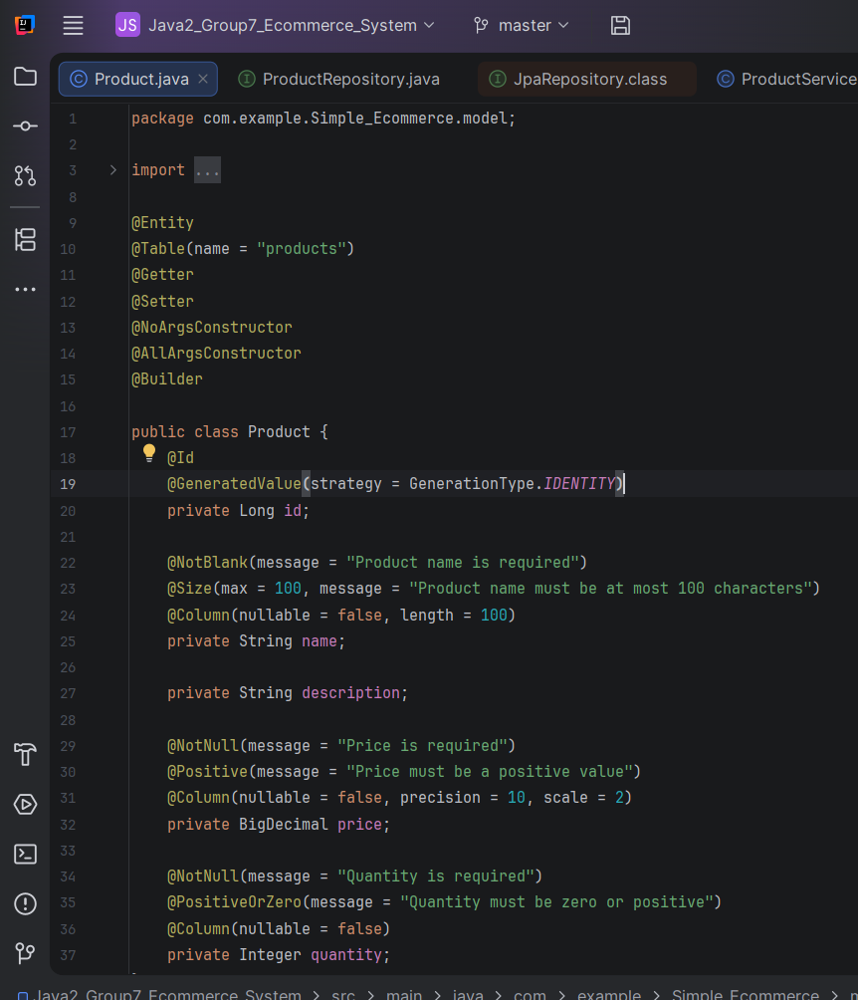 JS Java2_Group7_Ecommerce_System master
Product.java ProductRepository.java JpaRepository.class ProductService
1 package com.example.Simple_Ecommerce.model;
2
3 import ...
8
9 @Entity
10 @Table(name = "products")
11 @Getter
12 @Setter
13 @NoArgsConstructor
14 @AllArgsConstructor
15 @Builder
16
17 public class Product {
18 @Id
19 @GeneratedValue(strategy = GenerationType.IDENTITY)
20 private Long id;
21
22 @NotBlank(message = "Product name is required")
23 @Size(max = 100, message = "Product name must be at most 100 characters")
24 @Column(nullable = false, length = 100)
25 private String name;
26
27 private String description;
28
29 @NotNull(message = "Price is required")
30 @Positive(message = "Price must be a positive value")
31 @Column(nullable = false, precision = 10, scale = 2)
32 private BigDecimal price;
33
34 @NotNull(message = "Quantity is required")
35 @PositiveOrZero(message = "Quantity must be zero or positive")
36 @Column(nullable = false)
37 private Integer quantity;
Java2_Group7_Ecommerce_System > src > main > java > com > example > Simple_Ecommerce >